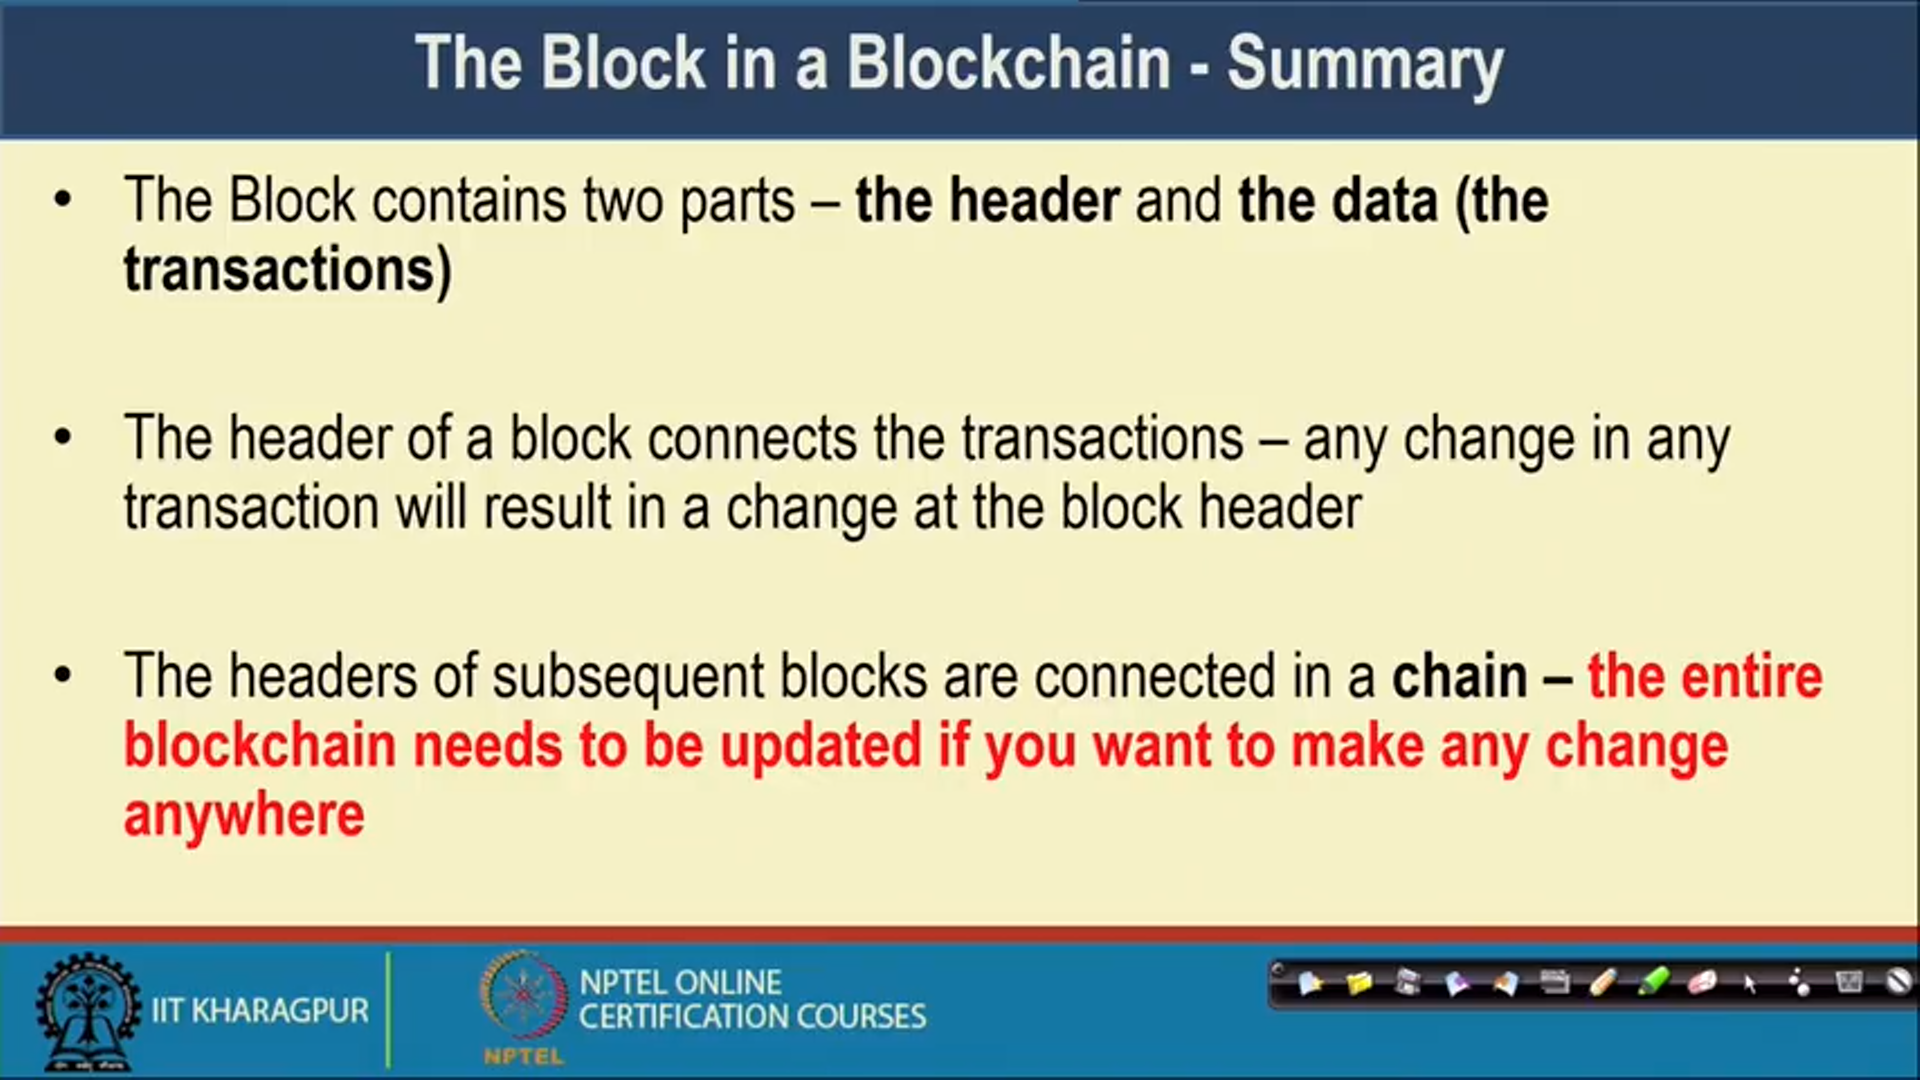 The Block in a Blockchain - Summary
• The Block contains two parts – the header and the data (the
transactions)
• The header of a block connects the transactions – any change in any
transaction will result in a change at the block header
• The headers of subsequent blocks are connected in a chain – the entire
blockchain needs to be updated if you want to make any change
anywhere
IIT KHARAGPUR
NPTEL
NPTEL ONLINE
CERTIFICATION COURSES